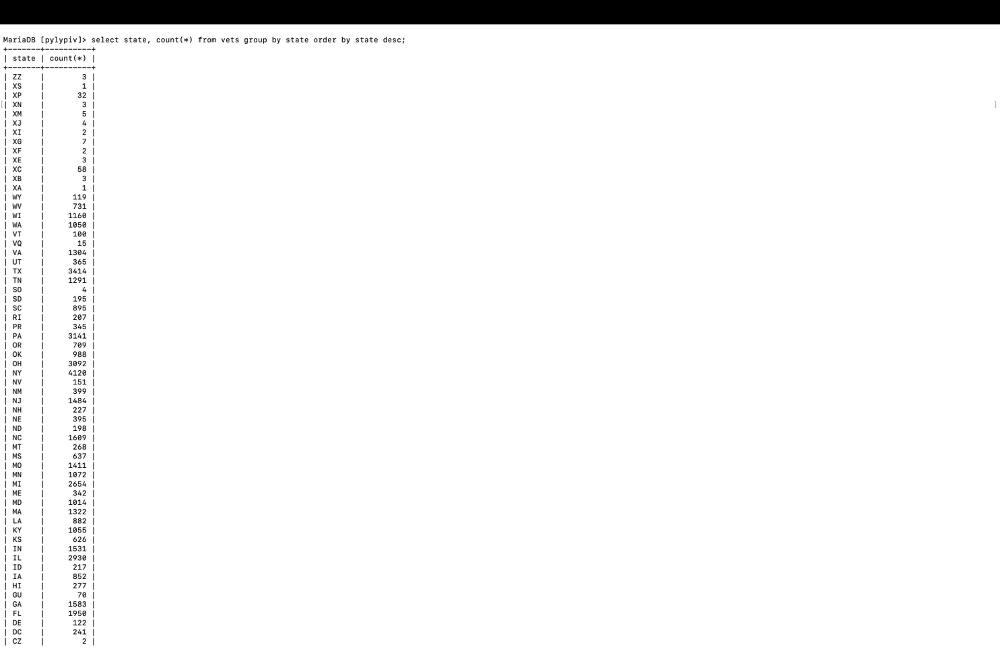 MariaDB [pylypiv]> select state, count(*) from vets group by state order by state desc;
+-------+----------+
| state | count(*) |
+-------+----------+
| ZZ    |        3 |
| XS    |        1 |
| XP    |       32 |
[| XN    |        3 | ]
| XM    |        5 |
| XJ    |        4 |
| XI    |        2 |
| XG    |        7 |
| XF    |        2 |
| XE    |        3 |
| XC    |       58 |
| XB    |        3 |
| XA    |        1 |
| WY    |      119 |
| WV    |      731 |
| WI    |     1160 |
| WA    |     1050 |
| VT    |      100 |
| VQ    |       15 |
| VA    |     1304 |
| UT    |      365 |
| TX    |     3414 |
| TN    |     1291 |
| SO    |        4 |
| SD    |      195 |
| SC    |      895 |
| RI    |      207 |
| PR    |      345 |
| PA    |     3141 |
| OR    |      709 |
| OK    |      988 |
| OH    |     3092 |
| NY    |     4120 |
| NV    |      151 |
| NM    |      399 |
| NJ    |     1484 |
| NH    |      227 |
| NE    |      395 |
| ND    |      198 |
| NC    |     1609 |
| MT    |      268 |
| MS    |      637 |
| MO    |     1411 |
| MN    |     1072 |
| MI    |     2654 |
| ME    |      342 |
| MD    |     1014 |
| MA    |     1322 |
| LA    |      882 |
| KY    |     1055 |
| KS    |      626 |
| IN    |     1531 |
| IL    |     2930 |
| ID    |      217 |
| IA    |      852 |
| HI    |      277 |
| GU    |       70 |
| GA    |     1583 |
| FL    |     1950 |
| DE    |      122 |
| DC    |      241 |
| CZ    |        2 |